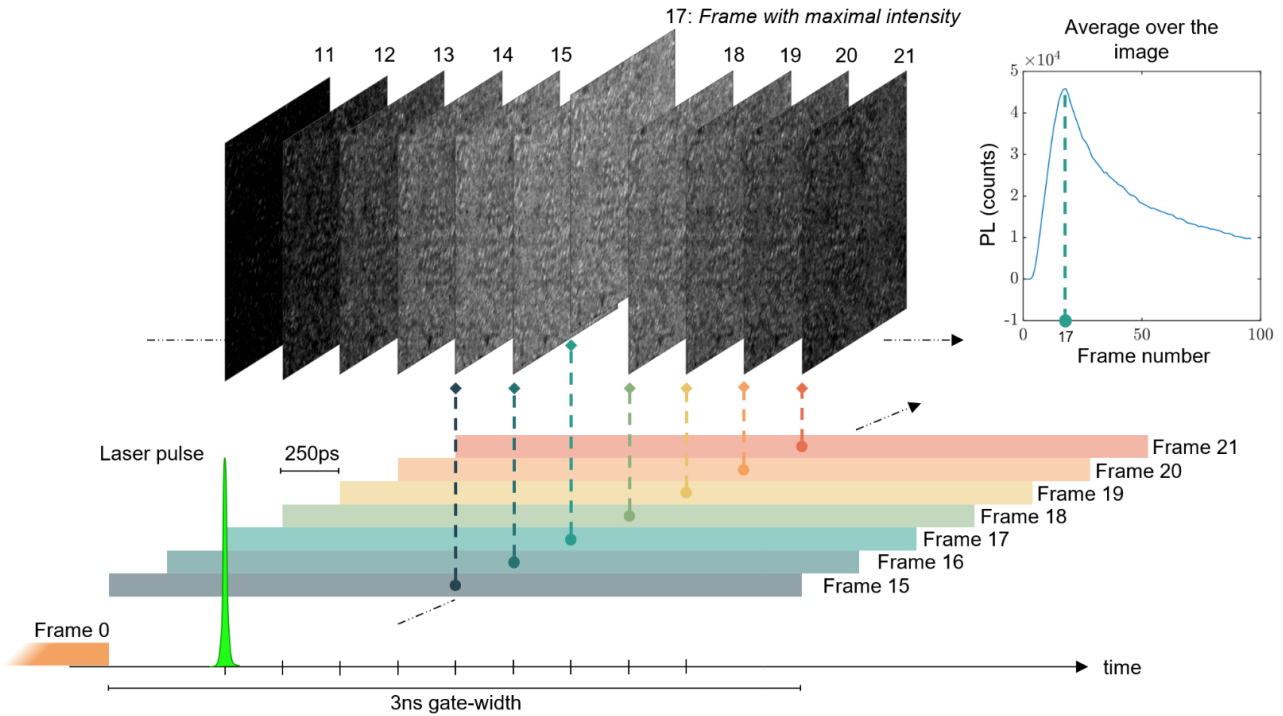 17: Frame with maximal intensity
11
12
13
14
15
18
19
20
21
Average over the
image
×10⁴
5
4
3
2
1
0
-1
PL (counts)
0
17
50
100
Frame number
Laser pulse
250ps
Frame 21
Frame 20
Frame 19
Frame 18
Frame 17
Frame 16
Frame 15
Frame 0
time
3ns gate-width